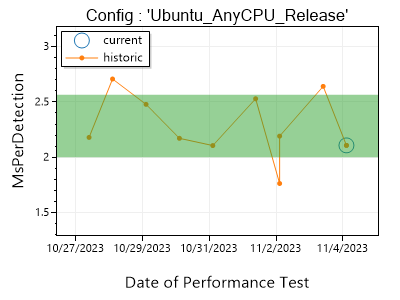 Config : 'Ubuntu_AnyCPU_Release'
current
historic
MsPerDetection
3
2.5
2
1.5
10/27/2023 10/29/2023 10/31/2023 11/2/2023 11/4/2023
Date of Performance Test